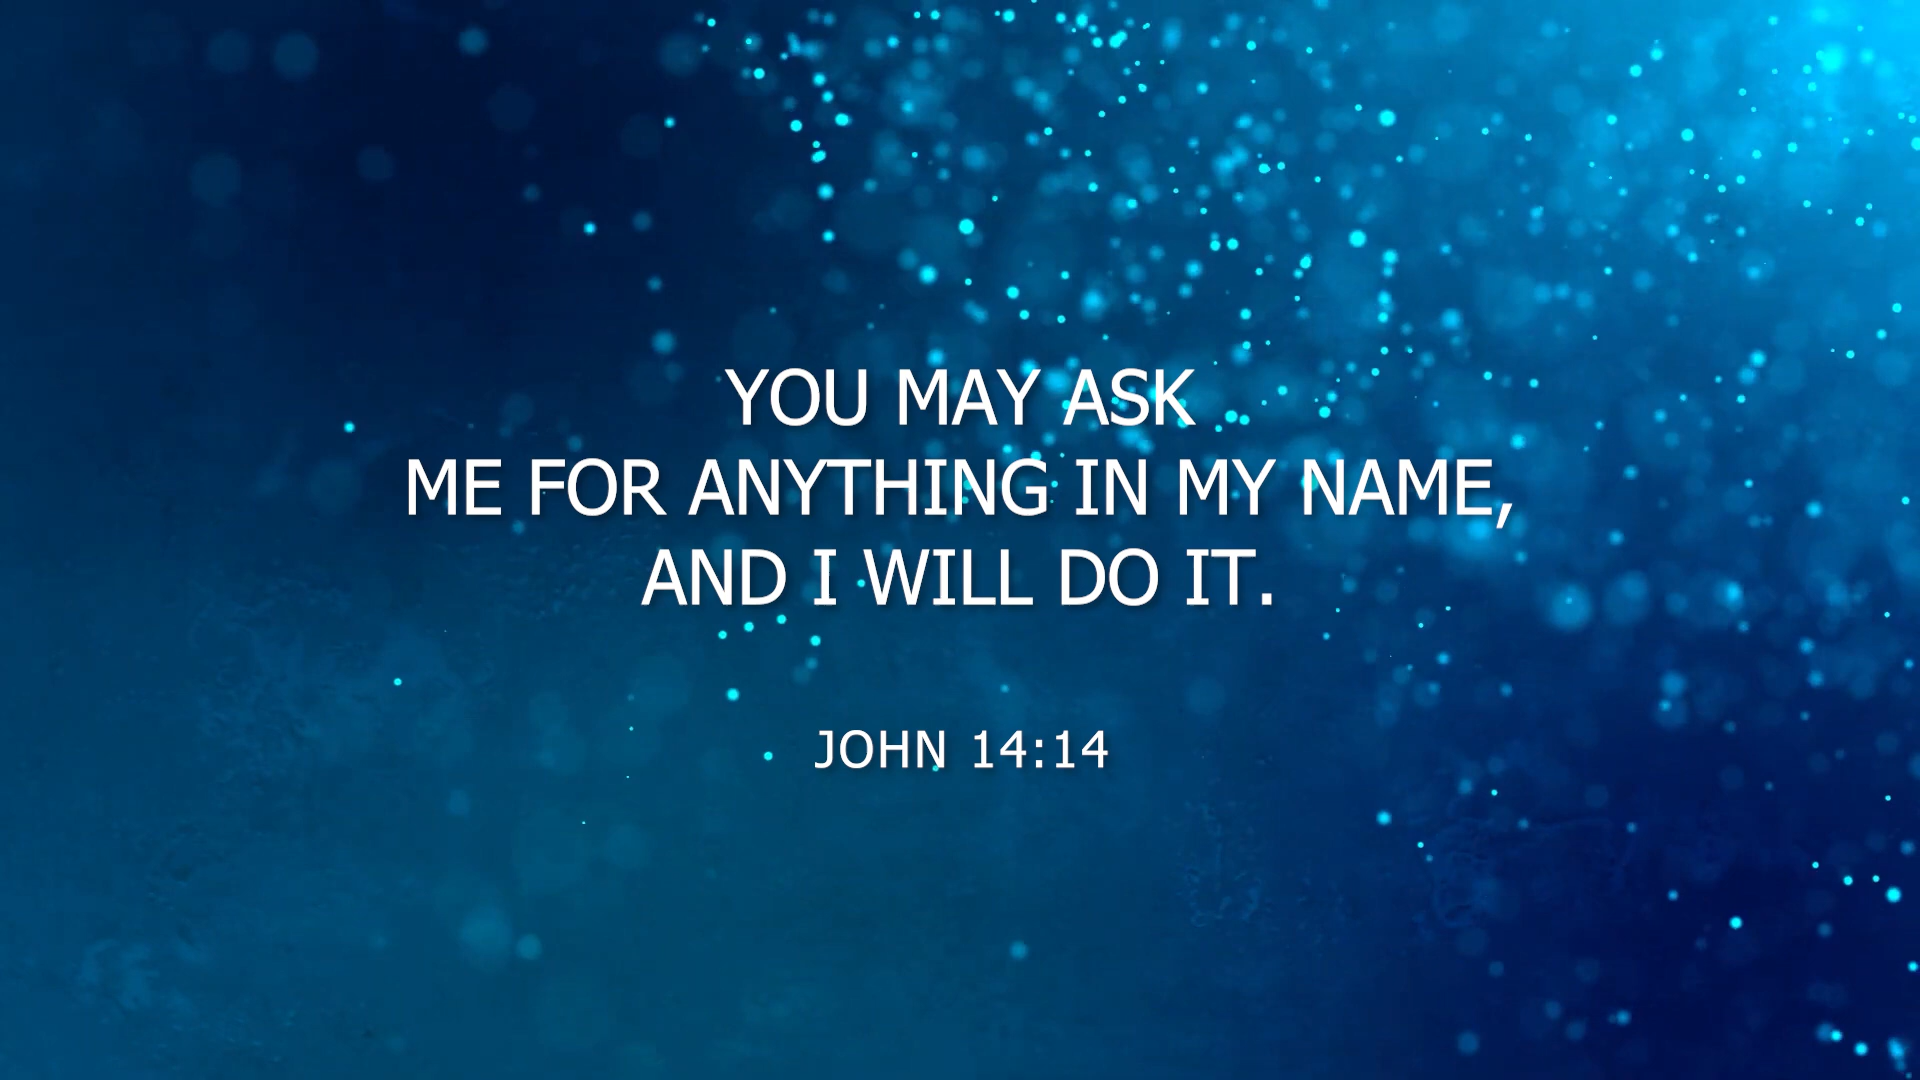 YOU MAY ASK
ME FOR ANYTHING IN MY NAME,
AND I WILL DO IT.
JOHN 14:14